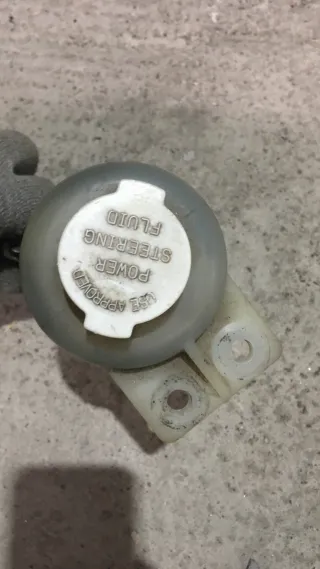 USE APPROVED
POWER
STEERING
FLUID